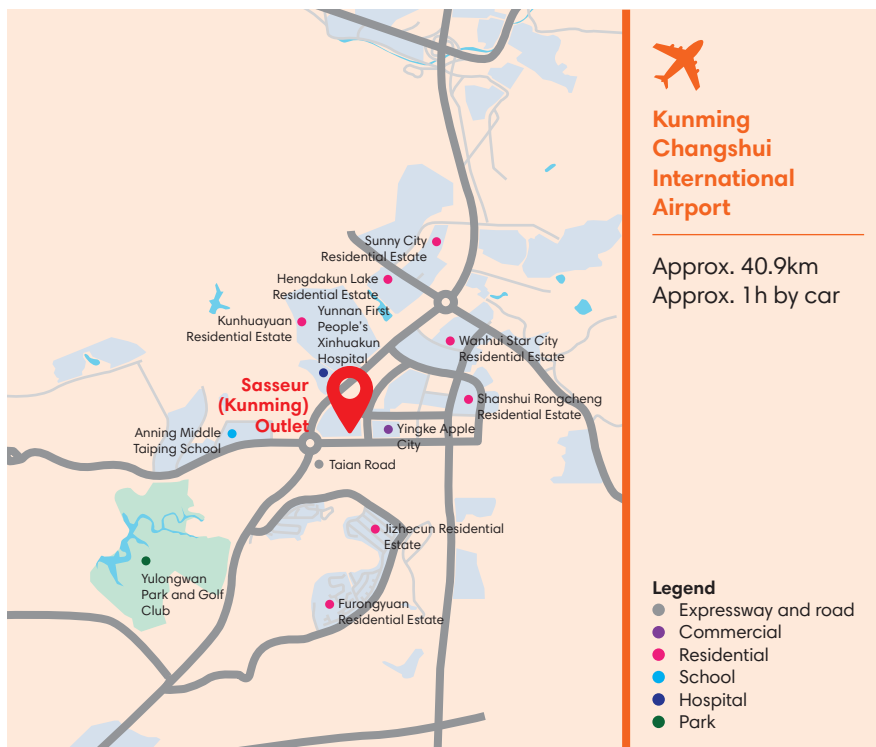 Sunny City
Residential Estate
Hengdakun Lake
Residential Estate
Kunhuayuan
Residential Estate
Yunnan First
People's
Xinhuakun
Hospital
Wanhui Star City
Residential Estate
Sasseur
(Kunming)
Outlet
Shanshui Rongcheng
Residential Estate
Anning Middle
Taiping School
Yingke Apple
City
Taian Road
Jizhecun Residential
Estate
Yulongwan
Park and Golf
Club
Furongyuan
Residential Estate
Kunming
Changshui
International
Airport
Approx. 40.9km
Approx. 1h by car
Legend
Expressway and road
Commercial
Residential
School
Hospital
Park